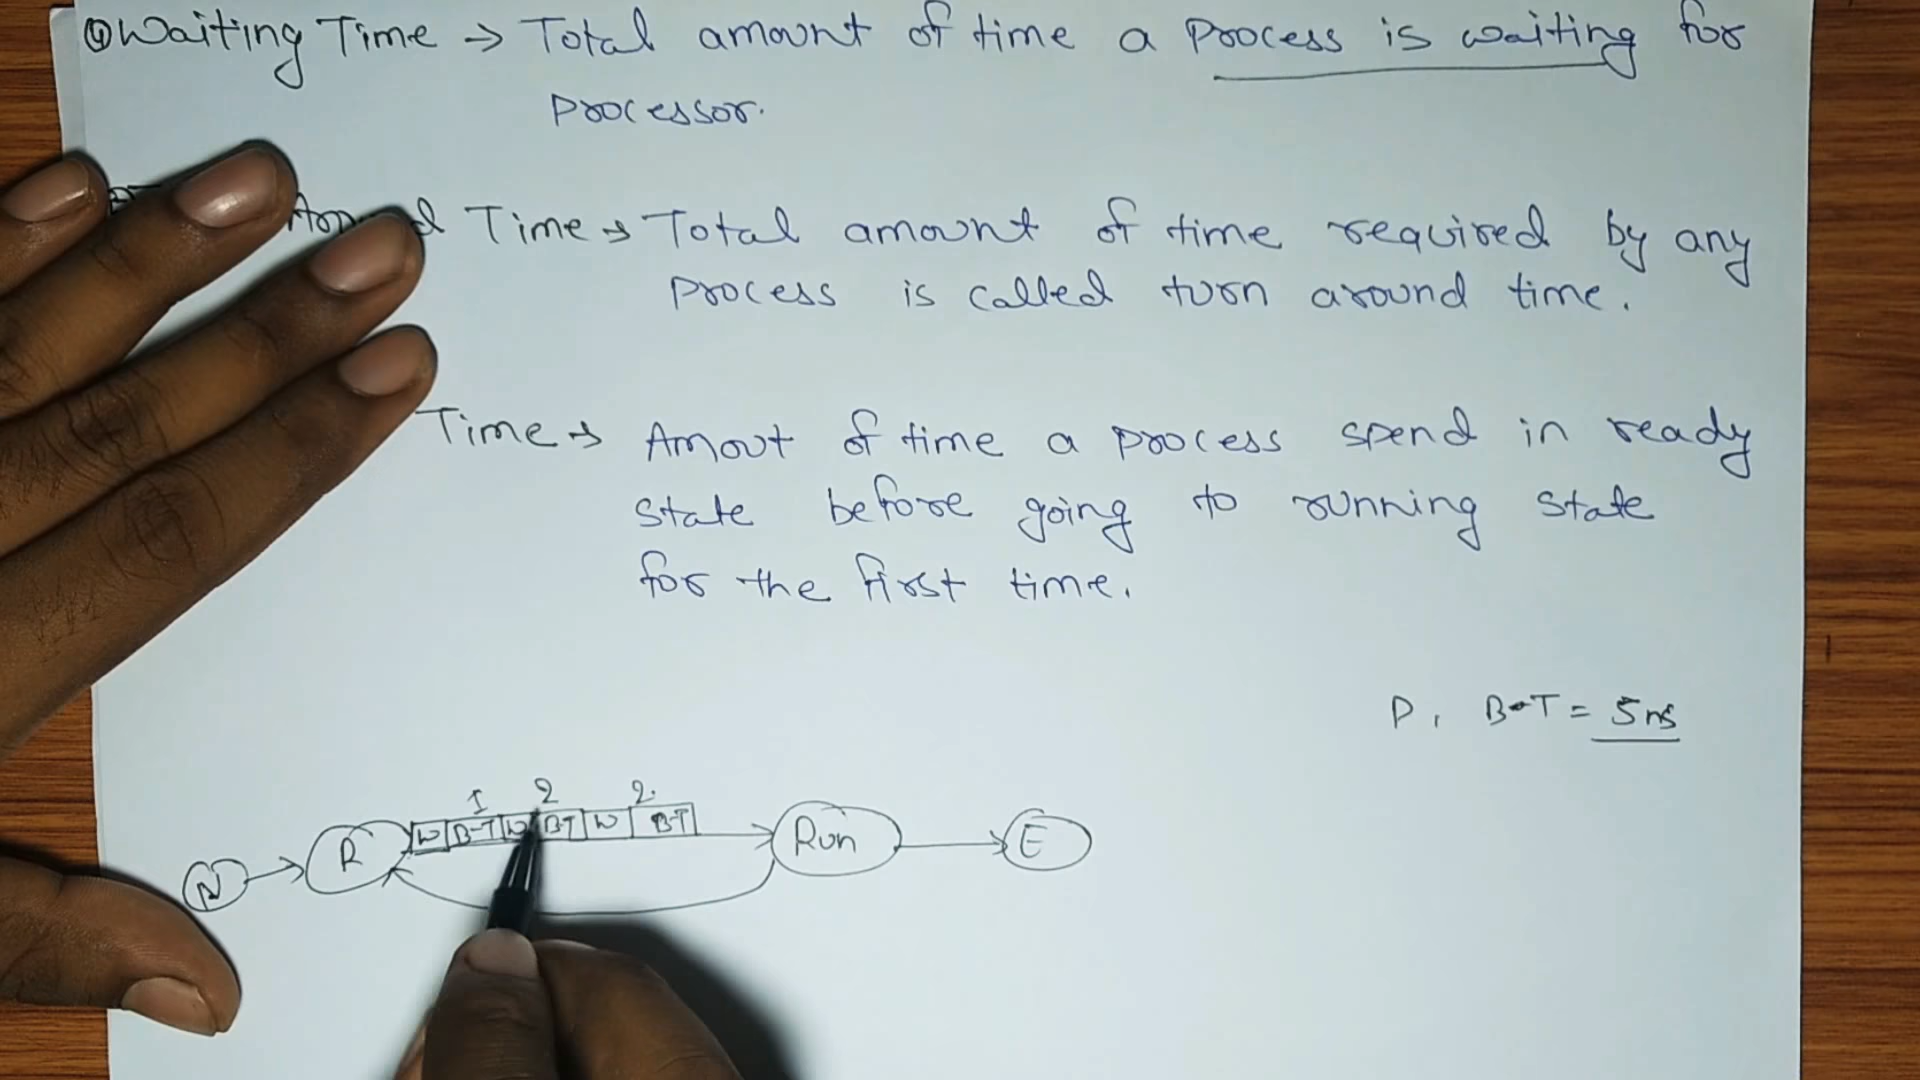 ④ Waiting Time → Total amount of time a process is waiting for
processor.
Time → Total amount of time required by any
process is called turn around time.
Time → Amout of time a process spend in ready
state before going to running state
for the first time.
P, B-T = 5ns
1 2 2.
W B-T W BT W B-T
N R Run E